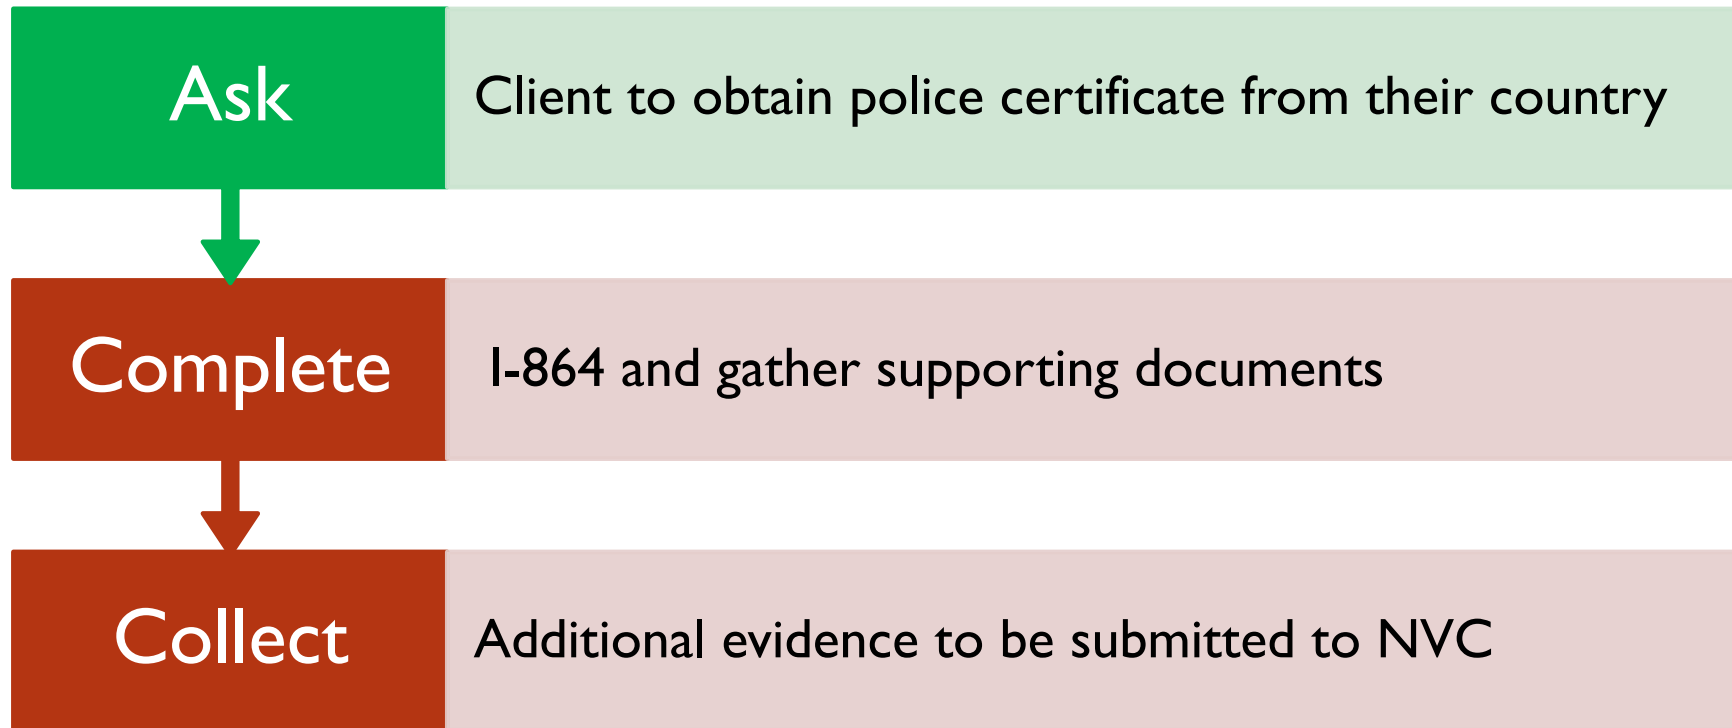 Ask
Client to obtain police certificate from their country
Complete
I-864 and gather supporting documents
Collect
Additional evidence to be submitted to NVC